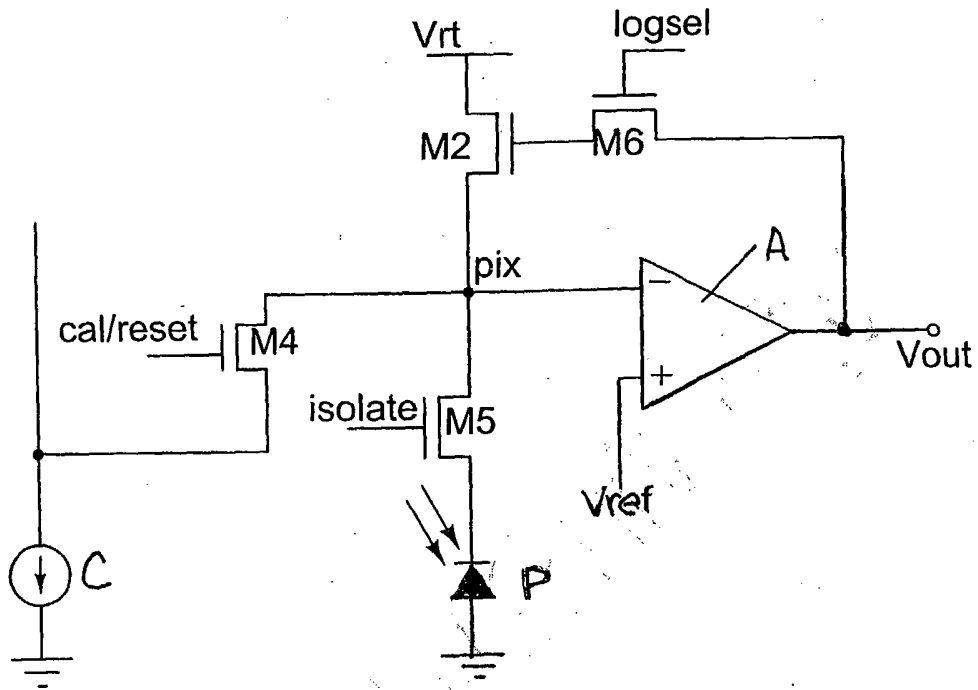 Vrt
logsel
M2
M6
A
pix
cal/reset
M4
−
+
Vout
isolate
M5
Vref
C
P